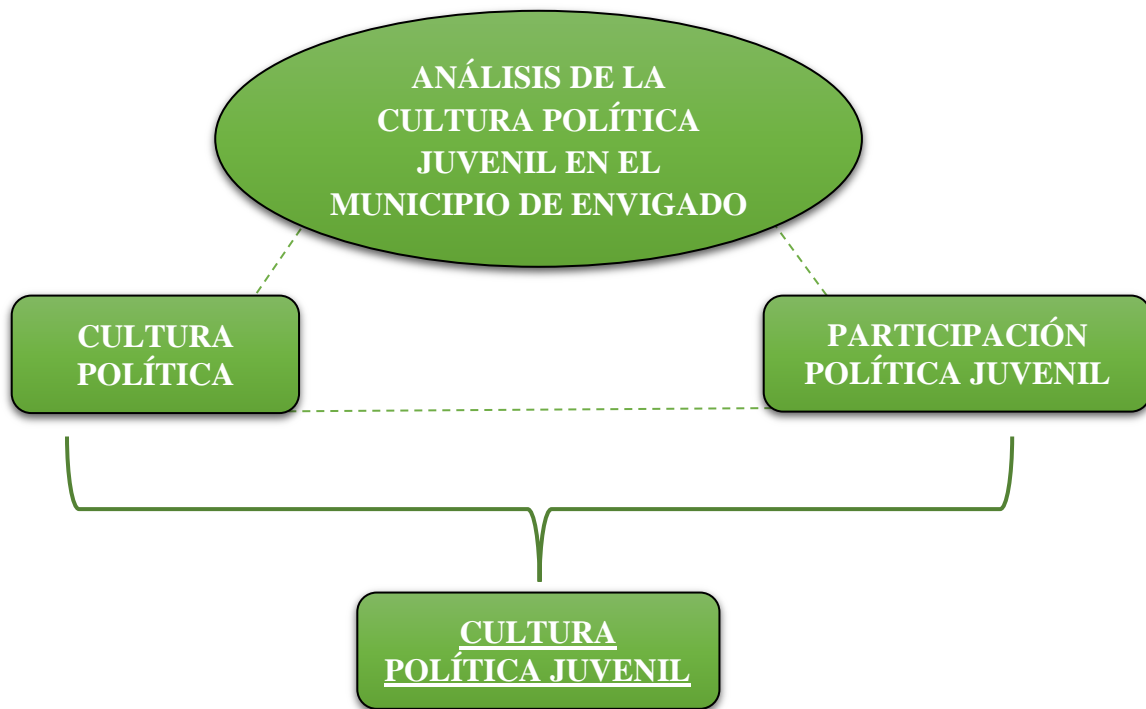 ANÁLISIS DE LA
CULTURA POLÍTICA
JUVENIL EN EL
MUNICIPIO DE ENVIGADO
CULTURA
POLÍTICA
PARTICIPACIÓN
POLÍTICA JUVENIL
CULTURA
POLÍTICA JUVENIL